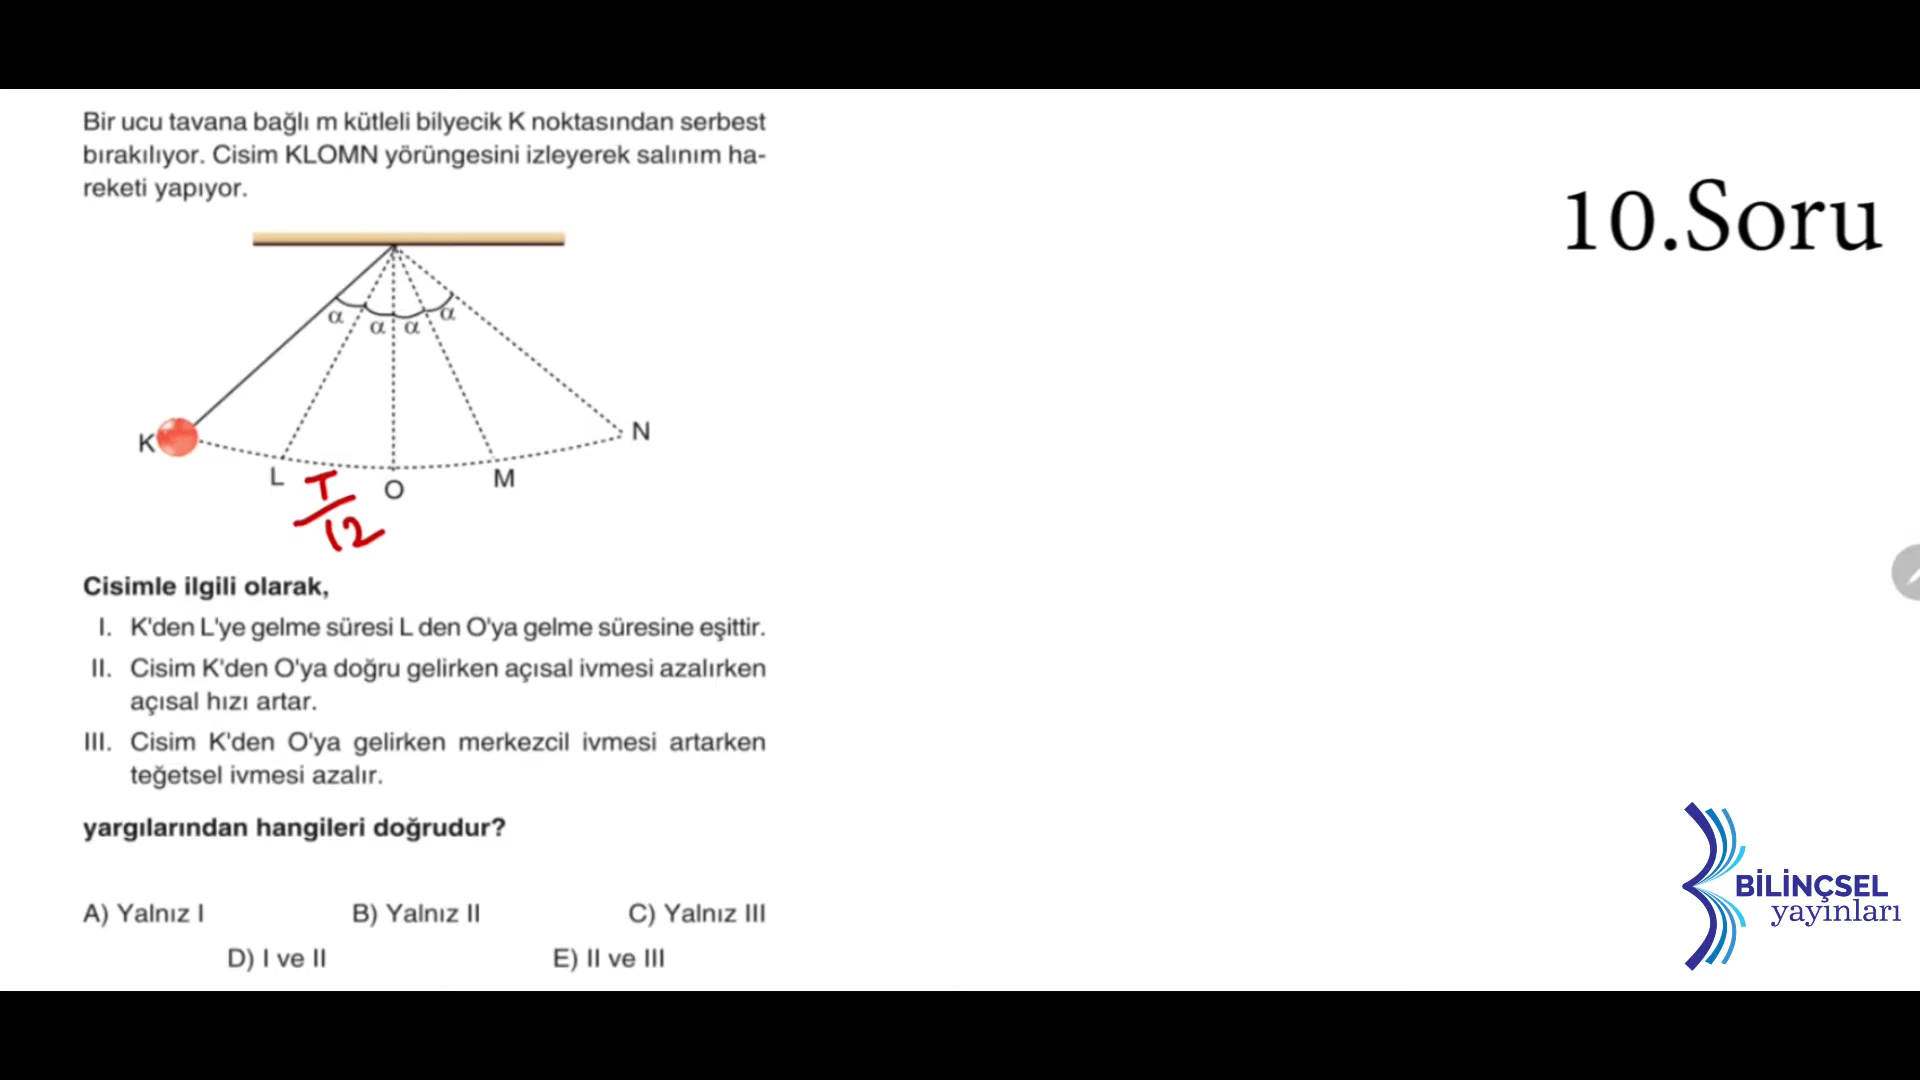 Bir ucu tavana bağlı m kütleli bilyecik K noktasından serbest
bırakılıyor. Cisim KLOMN yörüngesini izleyerek salınım ha-
reketi yapıyor.
10.Soru
α
α
α
α
K
L
O
M
N
T
12
Cisimle ilgili olarak,
I. K'den L'ye gelme süresi L den O'ya gelme süresine eşittir.
II. Cisim K'den O'ya doğru gelirken açısal ivmesi azalırken
açısal hızı artar.
III. Cisim K'den O'ya gelirken merkezcil ivmesi artarken
teğetsel ivmesi azalır.
yargılarından hangileri doğrudur?
A) Yalnız I B) Yalnız II C) Yalnız III
D) I ve II E) II ve III
BİLİNÇSEL
yayınları